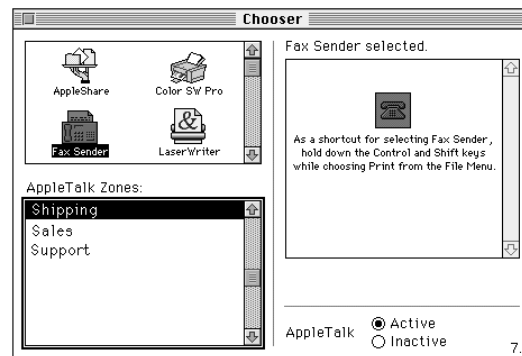 Chooser
AppleShare
Color SW Pro
Fax Sender
LaserWriter
AppleTalk Zones:
Shipping
Sales
Support
Fax Sender selected.
As a shortcut for selecting Fax Sender,
hold down the Control and Shift keys
while choosing Print from the File Menu.
AppleTalk
Active
Inactive
7.